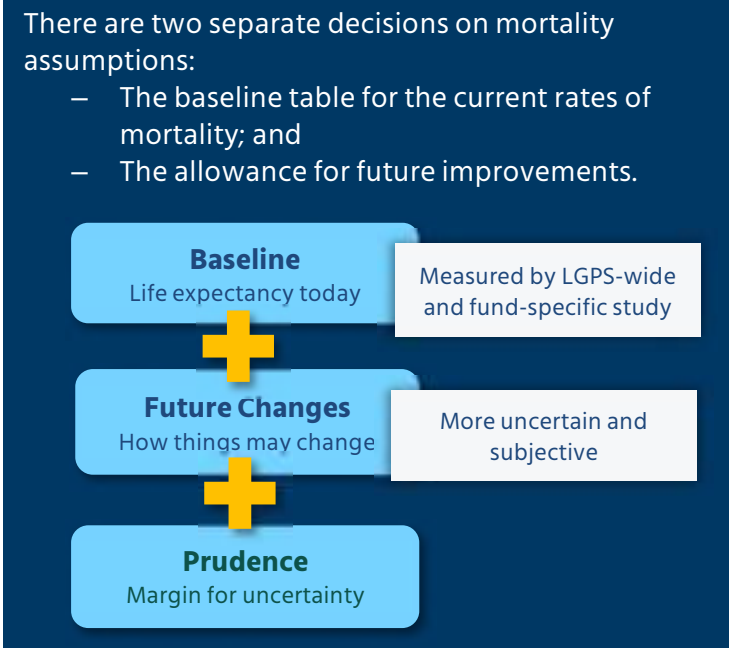 There are two separate decisions on mortality
assumptions:
– The baseline table for the current rates of
mortality; and
– The allowance for future improvements.
Baseline
Life expectancy today
Measured by LGPS-wide
and fund-specific study
Future Changes
How things may change
More uncertain and
subjective
Prudence
Margin for uncertainty